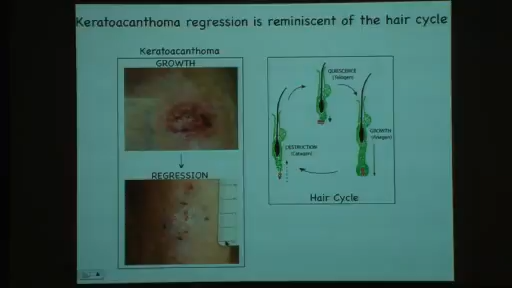 Keratoacanthoma regression is reminiscent of the hair cycle
Keratoacanthoma
GROWTH
REGRESSION
QUIESCENCE
(Telogen)
GROWTH
(Anagen)
DESTRUCTION
(Catagen)
Hair Cycle